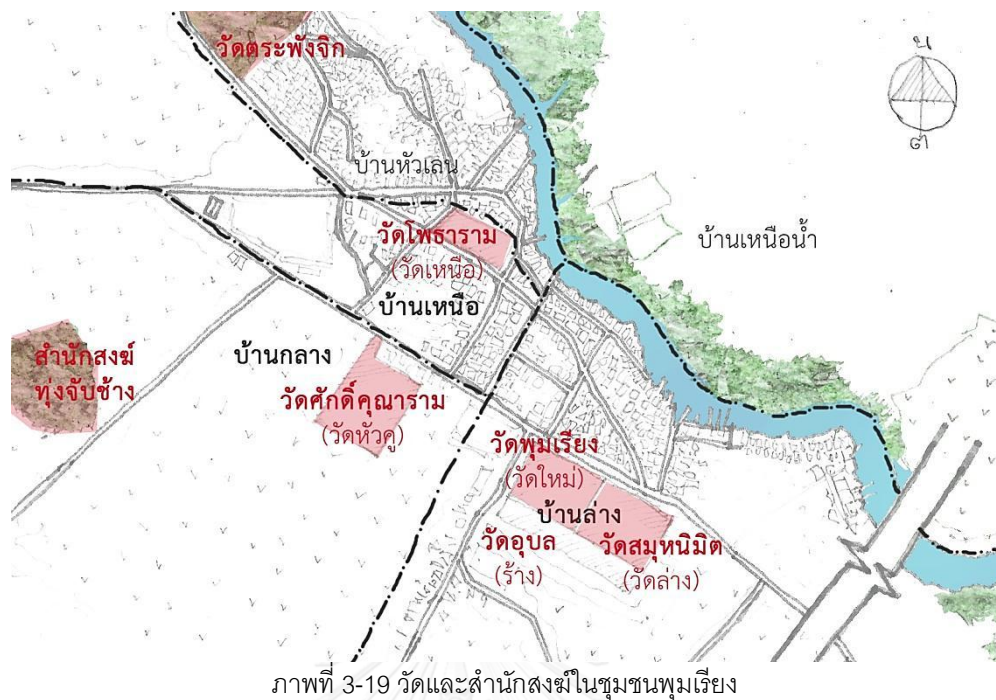 วัดตระพังจิก
น
ต
บ้านหัวเลน
วัดโพธาราม
(วัดเหนือ)
บ้านเหนือน้ำ
บ้านเหนือ
สำนักสงฆ์
ทุ่งจับช้าง
บ้านกลาง
วัดศักดิ์คุณาราม
(วัดหัวคู)
วัดพุมเรียง
(วัดใหม่)
บ้านล่าง
วัดอุบล
(ร้าง)
วัดสมุหนิมิต
(วัดล่าง)
ภาพที่ 3-19 วัดและสำนักสงฆ์ในชุมชนพุมเรียง